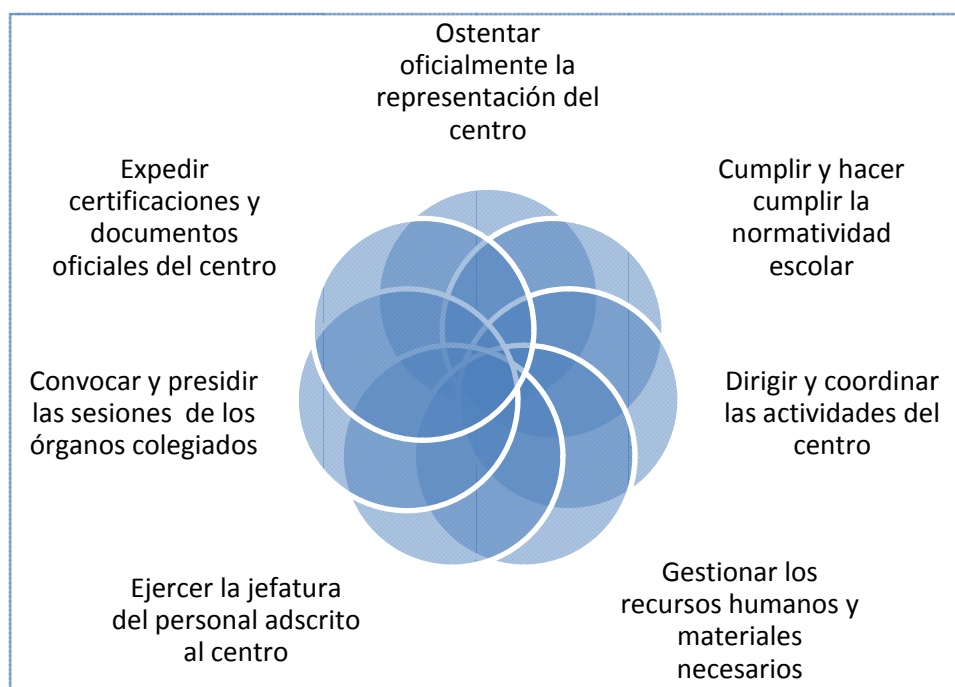 Ostentar
oficialmente la
representación del
centro
Cumplir y hacer
cumplir la
normatividad
escolar
Dirigir y coordinar
las actividades del
centro
Gestionar los
recursos humanos y
materiales
necesarios
Ejercer la jefatura
del personal adscrito
al centro
Convocar y presidir
las sesiones de los
órganos colegiados
Expedir
certificaciones y
documentos
oficiales del centro